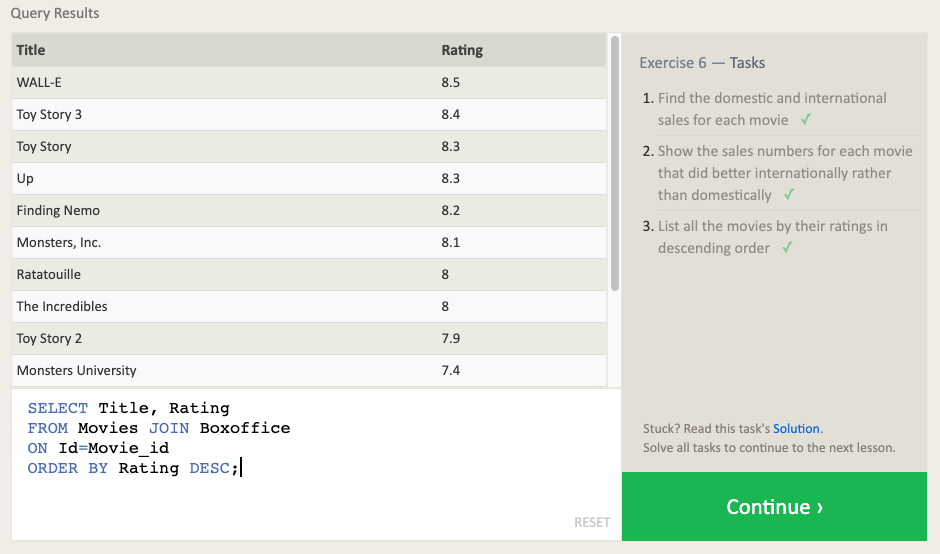 Query Results
Title Rating
WALL-E 8.5
Toy Story 3 8.4
Toy Story 8.3
Up 8.3
Finding Nemo 8.2
Monsters, Inc. 8.1
Ratatouille 8
The Incredibles 8
Toy Story 2 7.9
Monsters University 7.4
SELECT Title, Rating
FROM Movies JOIN Boxoffice
ON Id=Movie_id
ORDER BY Rating DESC;
RESET
Exercise 6 — Tasks
1. Find the domestic and international
sales for each movie ✓
2. Show the sales numbers for each movie
that did better internationally rather
than domestically ✓
3. List all the movies by their ratings in
descending order ✓
Stuck? Read this task's Solution.
Solve all tasks to continue to the next lesson.
Continue ›